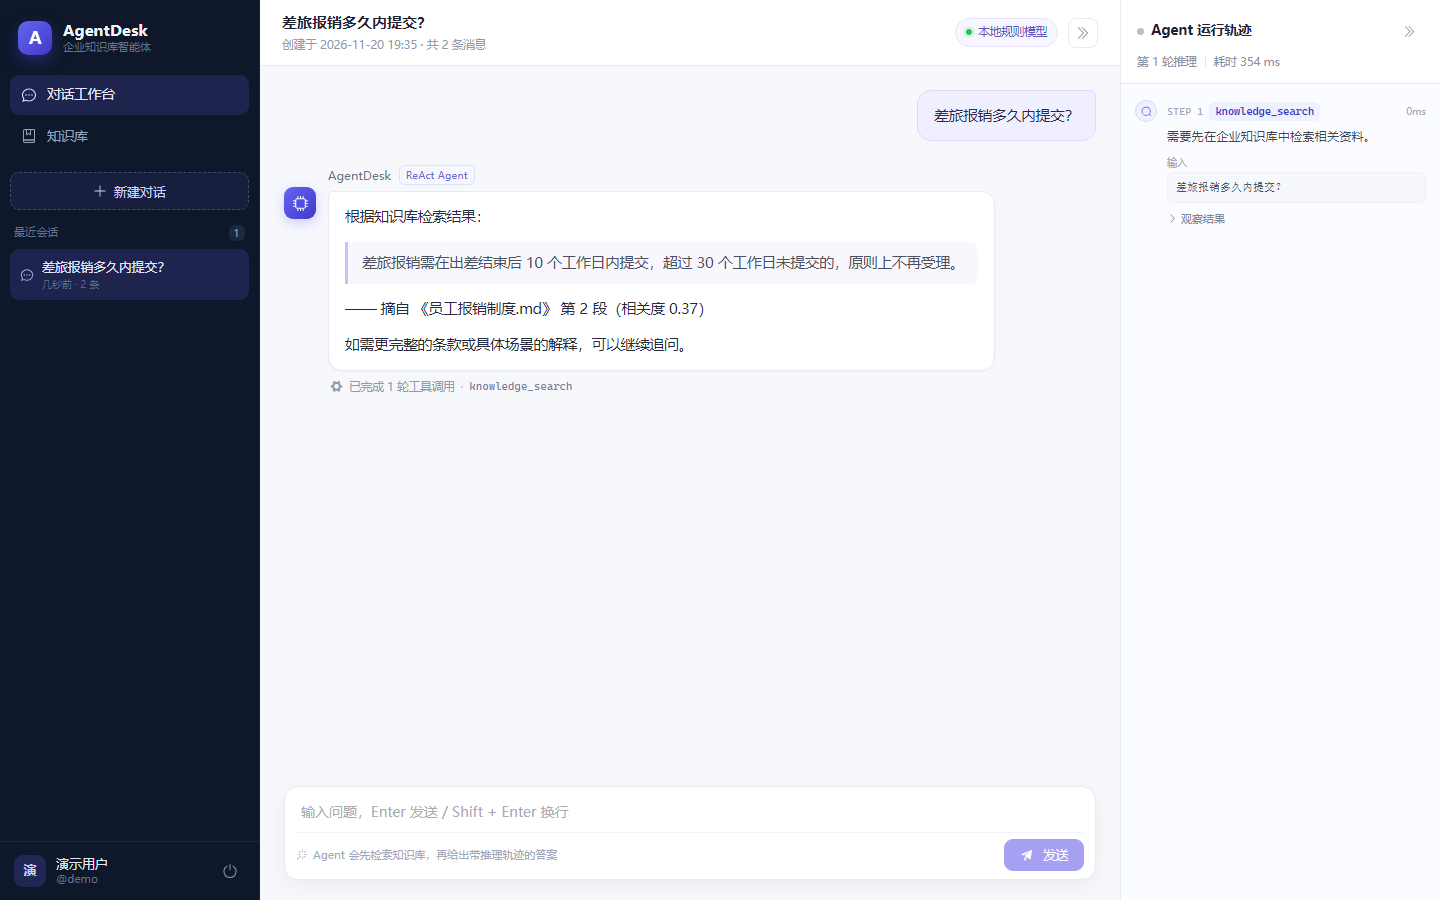 A
AgentDesk
企业知识库智能体
对话工作台
知识库
新建对话
最近会话
1
差旅报销多久内提交？
几秒前 · 2 条
演
演示用户
@demo
差旅报销多久内提交？
创建于 2026-11-20 19:35 · 共 2 条消息
本地规则模型
差旅报销多久内提交？
AgentDesk
ReAct Agent
根据知识库检索结果：
差旅报销需在出差结束后 10 个工作日内提交，超过 30 个工作日未提交的，原则上不再受理。
—— 摘自 《员工报销制度.md》 第 2 段（相关度 0.37）
如需更完整的条款或具体场景的解释，可以继续追问。
已完成 1 轮工具调用 · knowledge_search
输入问题，Enter 发送 / Shift + Enter 换行
Agent 会先检索知识库，再给出带推理轨迹的答案
发送
Agent 运行轨迹
第 1 轮推理
耗时 354 ms
STEP 1
knowledge_search
0ms
需要先在企业知识库中检索相关资料。
输入
差旅报销多久内提交？
观察结果